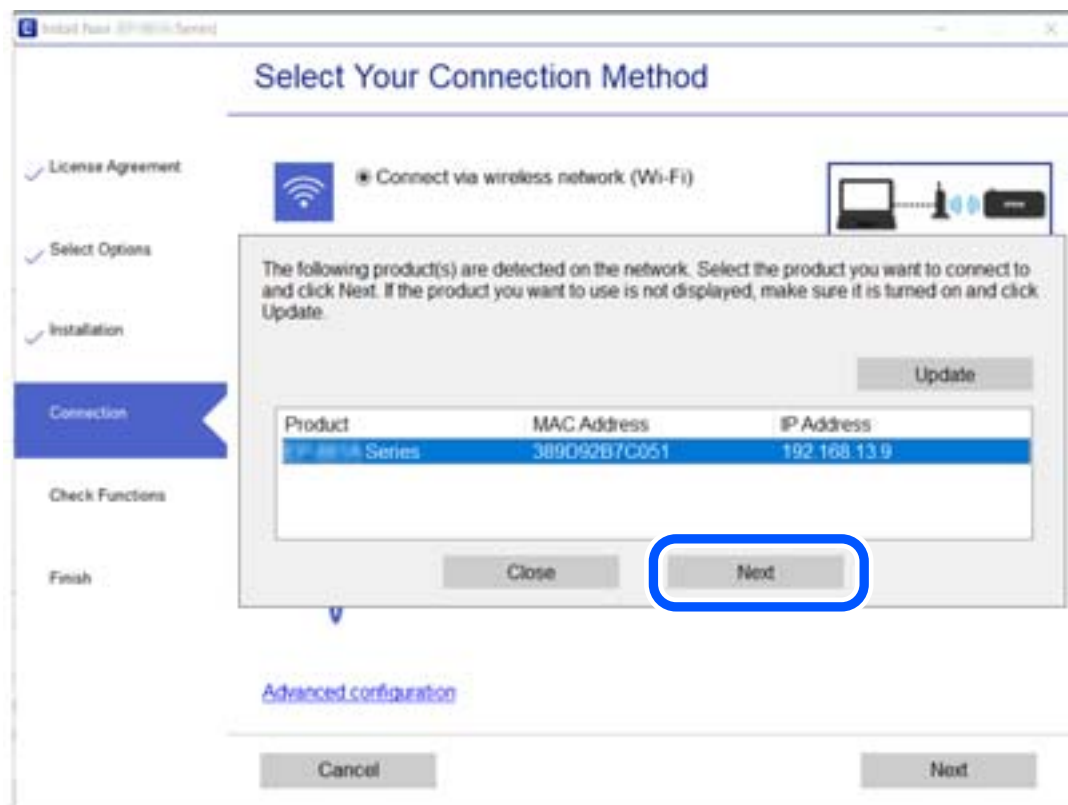 Install Navi
Series]
Select Your Connection Method
License Agreement
Select Options
Installation
Connection
Check Functions
Finish
Connect via wireless network (Wi-Fi)
The following product(s) are detected on the network. Select the product you want to connect to
and click Next. If the product you want to use is not displayed, make sure it is turned on and click
Update.
Update
Product MAC Address IP Address
Series 389D92B7C051 192.168.13.9
Close Next
Advanced configuration
Cancel Next